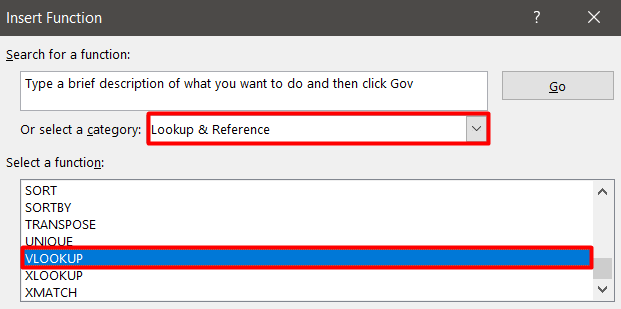 Insert Function ?
Search for a function:
Type a brief description of what you want to do and then click Gov
Go
Or select a category: Lookup & Reference
Select a function:
SORT
SORTBY
TRANSPOSE
UNIQUE
VLOOKUP
XLOOKUP
XMATCH